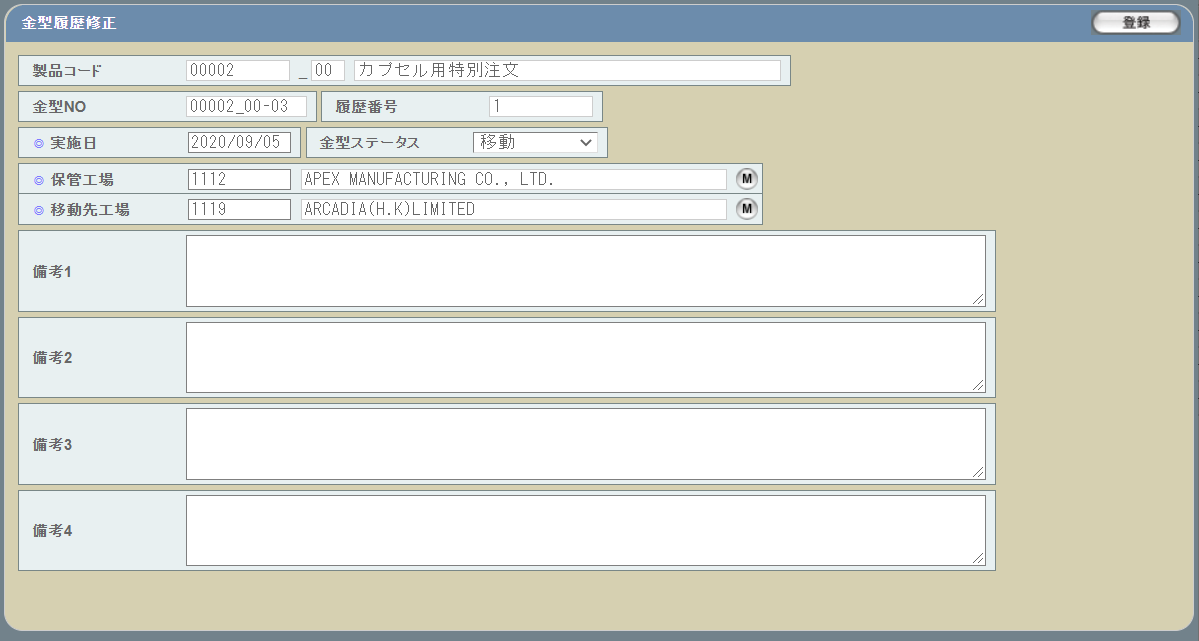 金型履歴修正 登録
製品コード 00002 _ 00 カプセル用特別注文
金型NO 00002_00-03 履歴番号 1
◎ 実施日 2020/09/05 金型ステータス 移動
◎ 保管工場 1112 APEX MANUFACTURING CO., LTD. M
◎ 移動先工場 1119 ARCADIA(H.K)LIMITED M
備考1
備考2
備考3
備考4